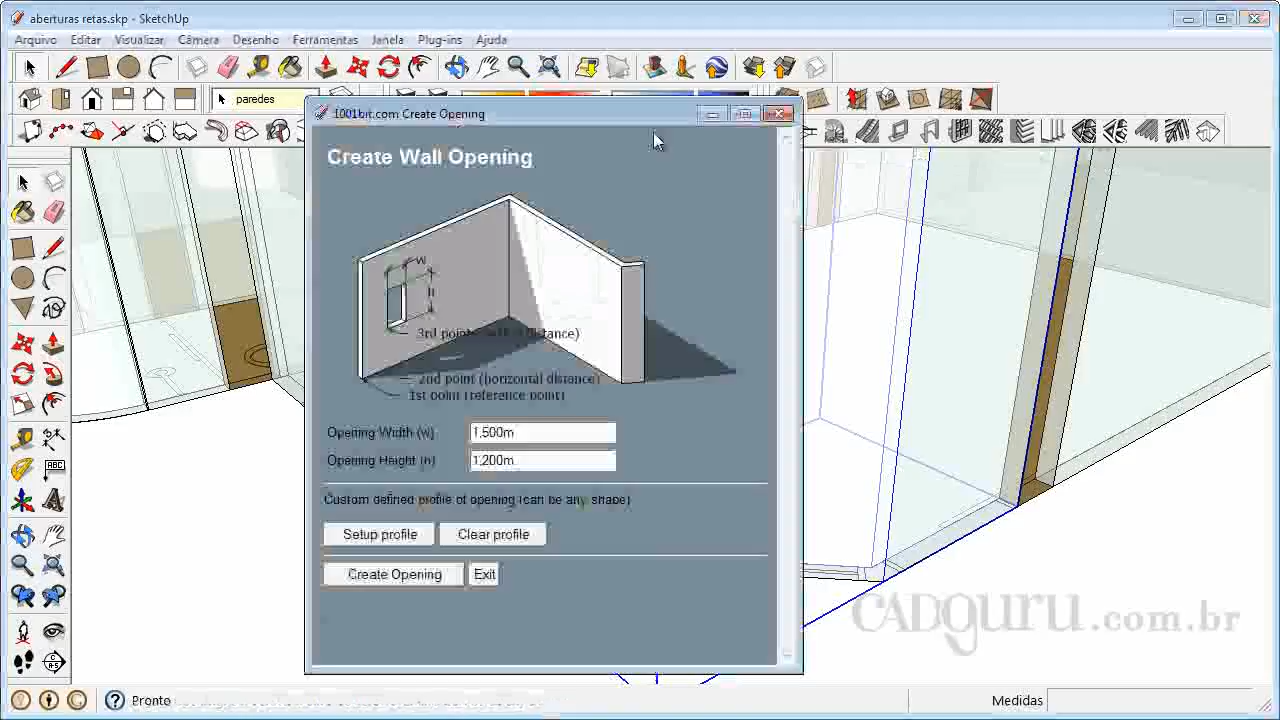 aberturas retas.skp - SketchUp
Arquivo Editar Visualizar Câmera Desenho Ferramentas Janela Plug-ins Ajuda
paredes
1001bit.com Create Opening
Create Wall Opening
w
h
3rd point distance)
2nd point (horizontal distance)
1st point (reference point)
Opening Width (w) 1,500m
Opening Height (h) 1,200m
Custom defined profile of opening (can be any shape)
Setup profile Clear profile
Create Opening Exit
ABC
CADGURU.com.br
Pronto
Medidas